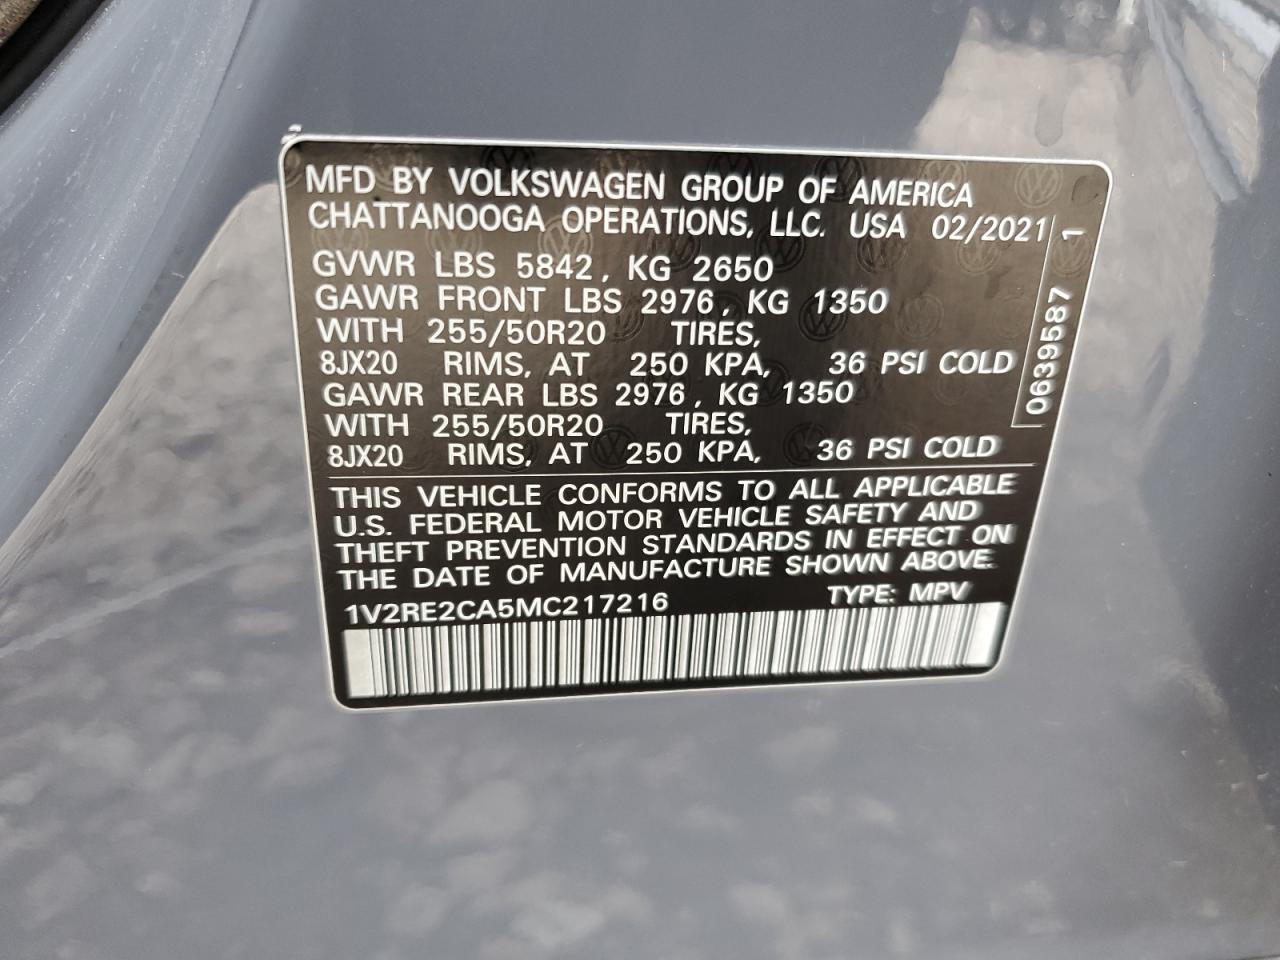 MFD BY VOLKSWAGEN GROUP OF AMERICA
CHATTANOOGA OPERATIONS, LLC. USA 02/2021
GVWR LBS 5842, KG 2650
GAWR FRONT LBS 2976, KG 1350
WITH 255/50R20 TIRES,
8JX20 RIMS, AT 250 KPA, 36 PSI COLD
GAWR REAR LBS 2976, KG 1350
WITH 255/50R20 TIRES,
8JX20 RIMS, AT 250 KPA, 36 PSI COLD
0639587 1
THIS VEHICLE CONFORMS TO ALL APPLICABLE
U.S. FEDERAL MOTOR VEHICLE SAFETY AND
THEFT PREVENTION STANDARDS IN EFFECT ON
THE DATE OF MANUFACTURE SHOWN ABOVE.
1V2RE2CA5MC217216 TYPE: MPV